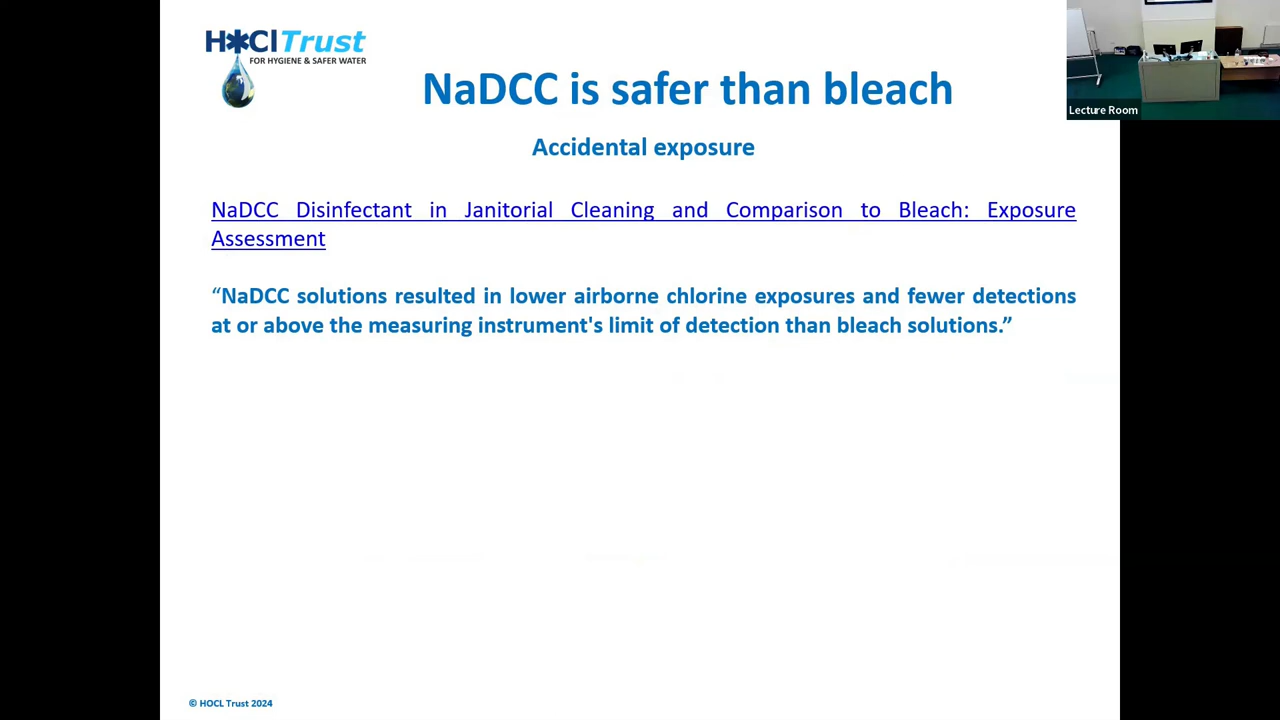 HOCl Trust
FOR HYGIENE & SAFER WATER
Lecture Room
NaDCC is safer than bleach
Accidental exposure
NaDCC Disinfectant in Janitorial Cleaning and Comparison to Bleach: Exposure
Assessment
“NaDCC solutions resulted in lower airborne chlorine exposures and fewer detections
at or above the measuring instrument's limit of detection than bleach solutions.”
© HOCL Trust 2024